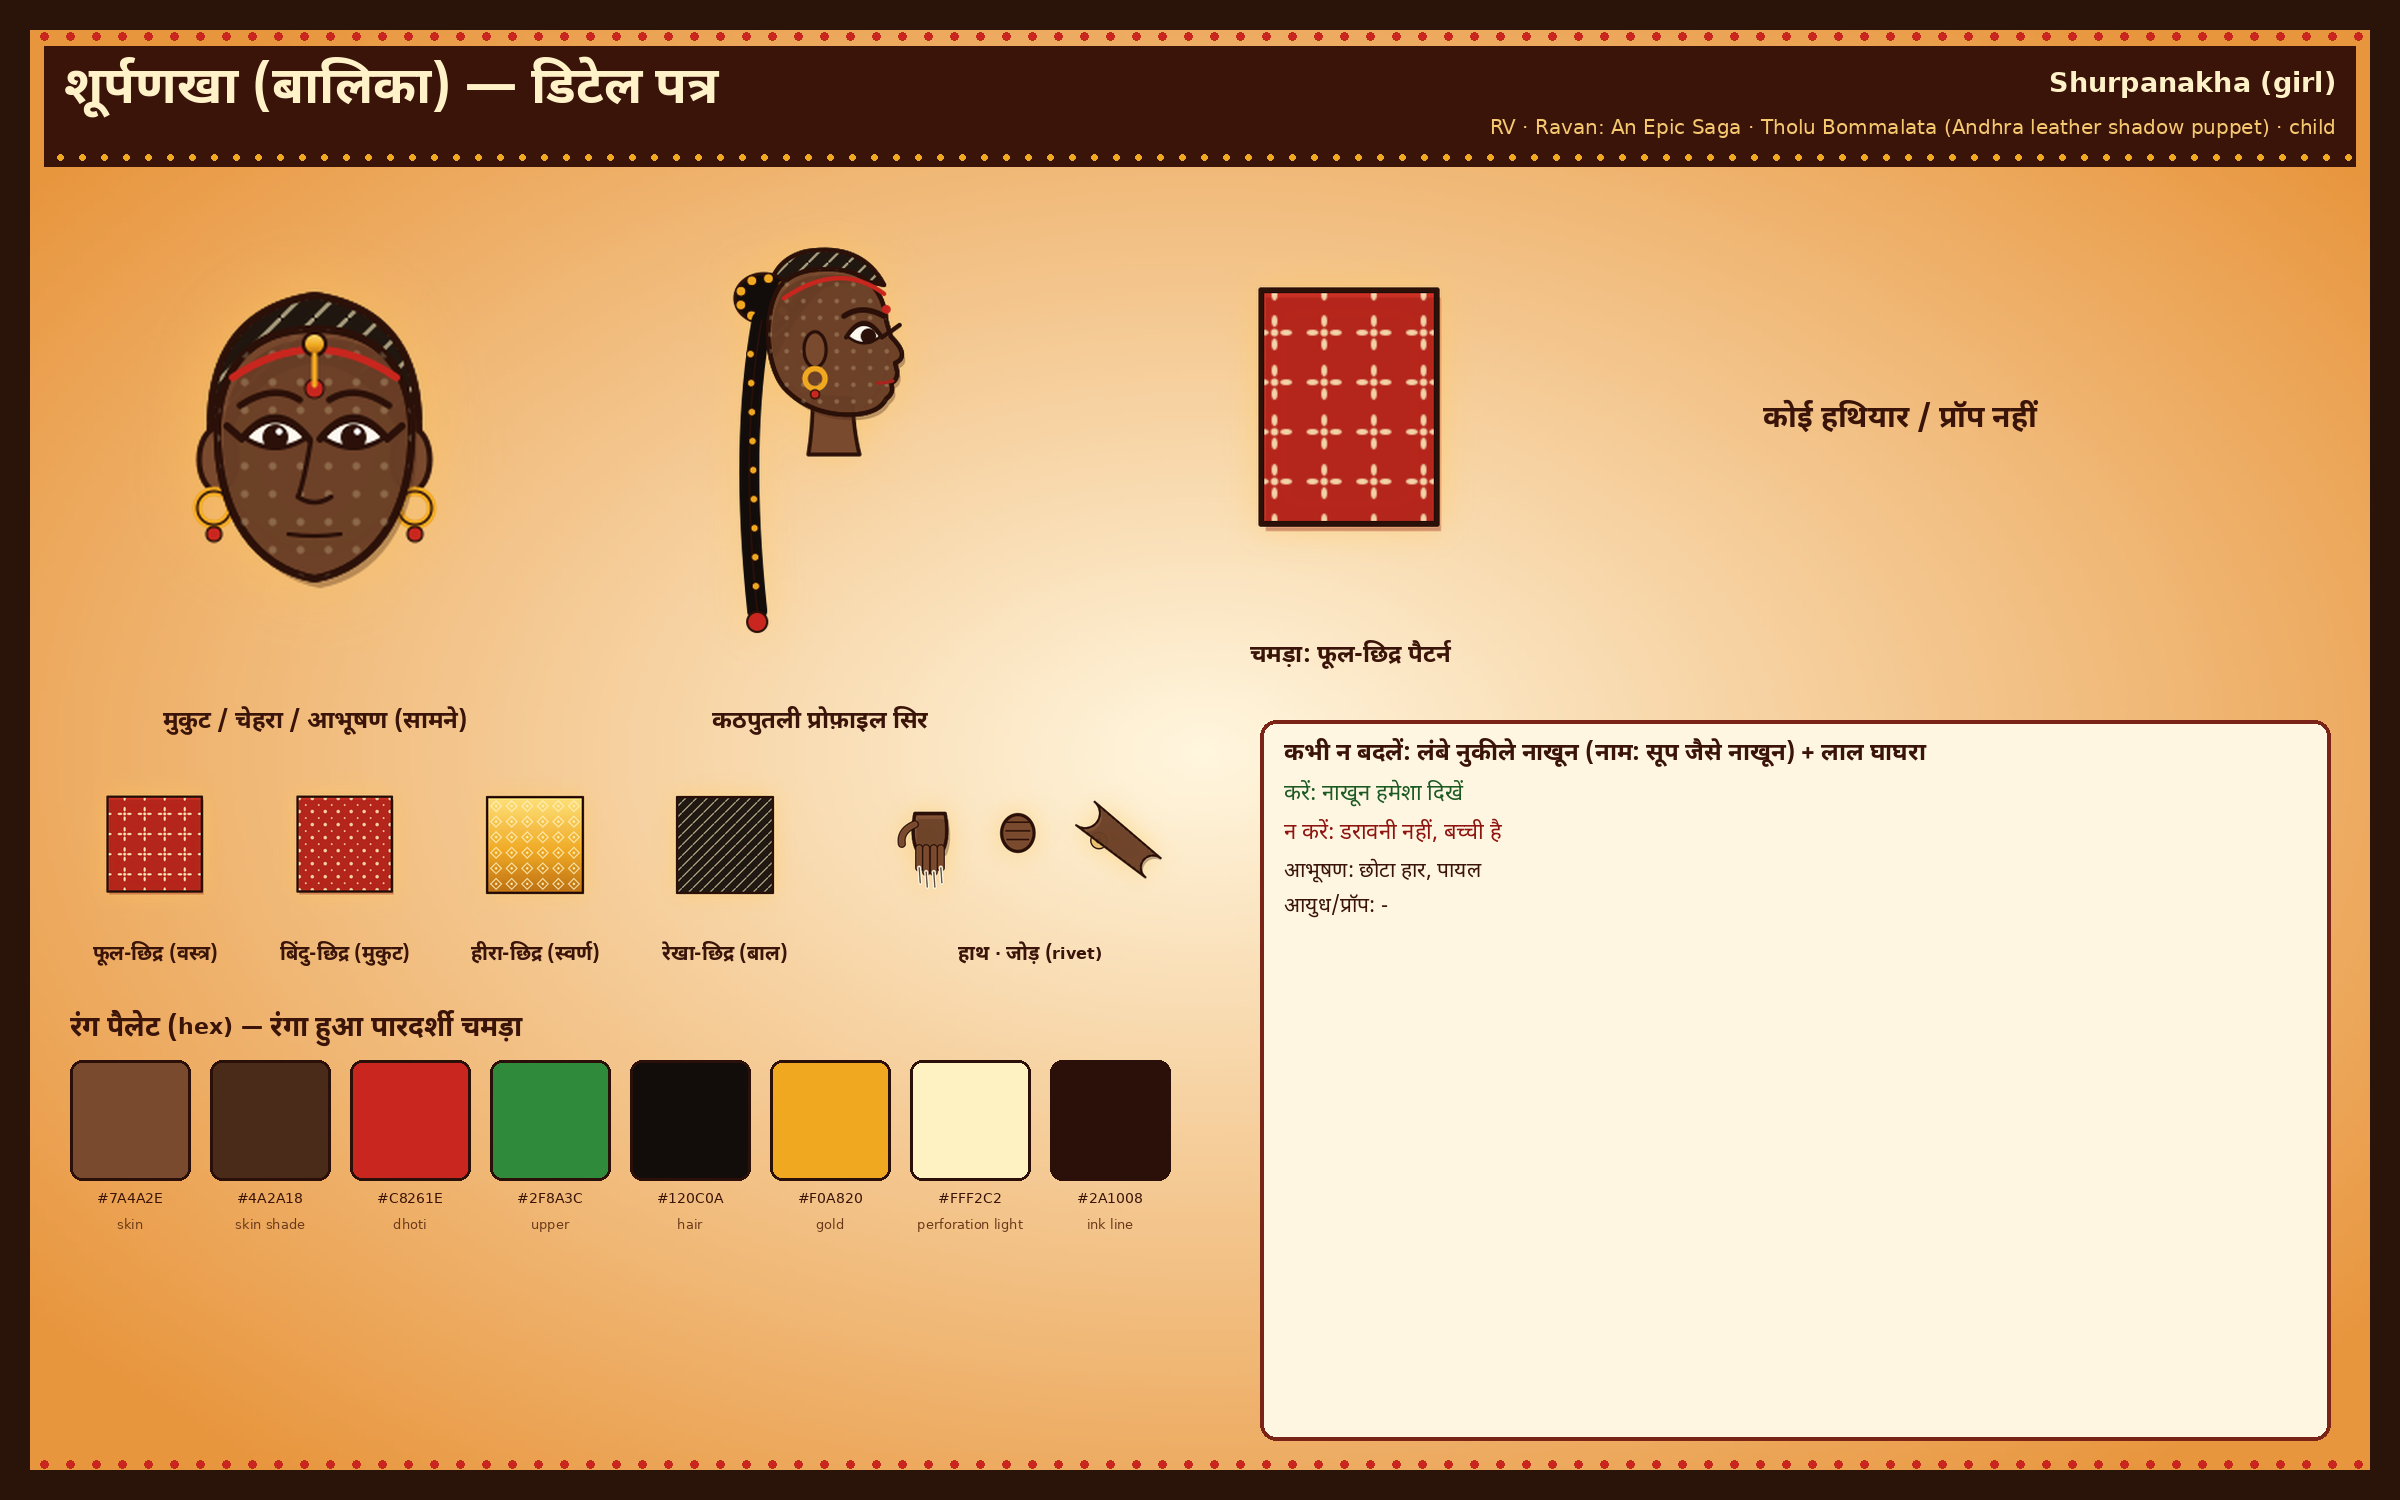 शूर्पणखा (बालिका) — डिटेल पत्र
Shurpanakha (girl)
RV · Ravan: An Epic Saga · Tholu Bommalata (Andhra leather shadow puppet) · child
कोई हथियार / प्रॉप नहीं
चमड़ा: फूल-छिद्र पैटर्न
मुकुट / चेहरा / आभूषण (सामने)
कठपुतली प्रोफ़ाइल सिर
फूल-छिद्र (वस्त्र)
बिंदु-छिद्र (मुकुट)
हीरा-छिद्र (स्वर्ण)
रेखा-छिद्र (बाल)
हाथ · जोड़ (rivet)
कभी न बदलें: लंबे नुकीले नाखून (नाम: सूप जैसे नाखून) + लाल घाघरा
करें: नाखून हमेशा दिखें
न करें: डरावनी नहीं, बच्ची है
आभूषण: छोटा हार, पायल
आयुध/प्रॉप: -
रंग पैलेट (hex) — रंगा हुआ पारदर्शी चमड़ा
#7A4A2E
#4A2A18
#C8261E
#2F8A3C
#120C0A
#F0A820
#FFF2C2
#2A1008
skin
skin shade
dhoti
upper
hair
gold
perforation light
ink line